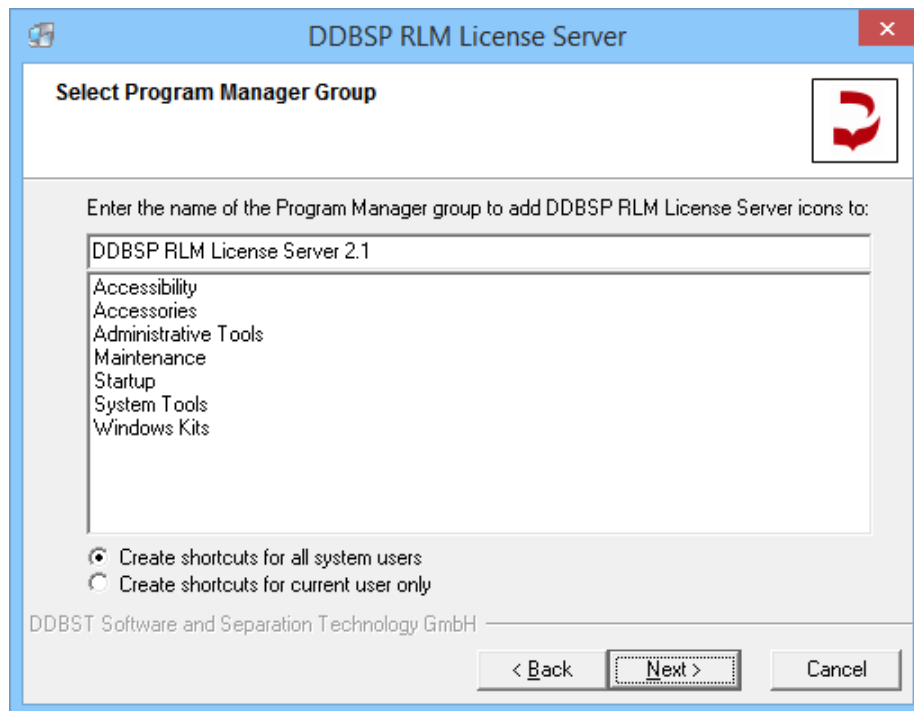 DDBSP RLM License Server
Select Program Manager Group
Enter the name of the Program Manager group to add DDBSP RLM License Server icons to:
DDBSP RLM License Server 2.1
Accessibility
Accessories
Administrative Tools
Maintenance
Startup
System Tools
Windows Kits
Create shortcuts for all system users
Create shortcuts for current user only
DDBST Software and Separation Technology GmbH
< Back Next > Cancel